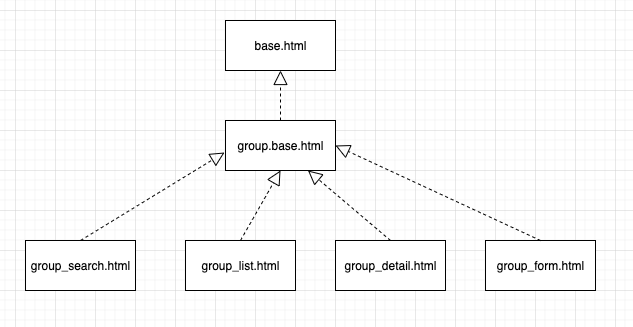 base.html
group.base.html
group_search.html
group_list.html
group_detail.html
group_form.html